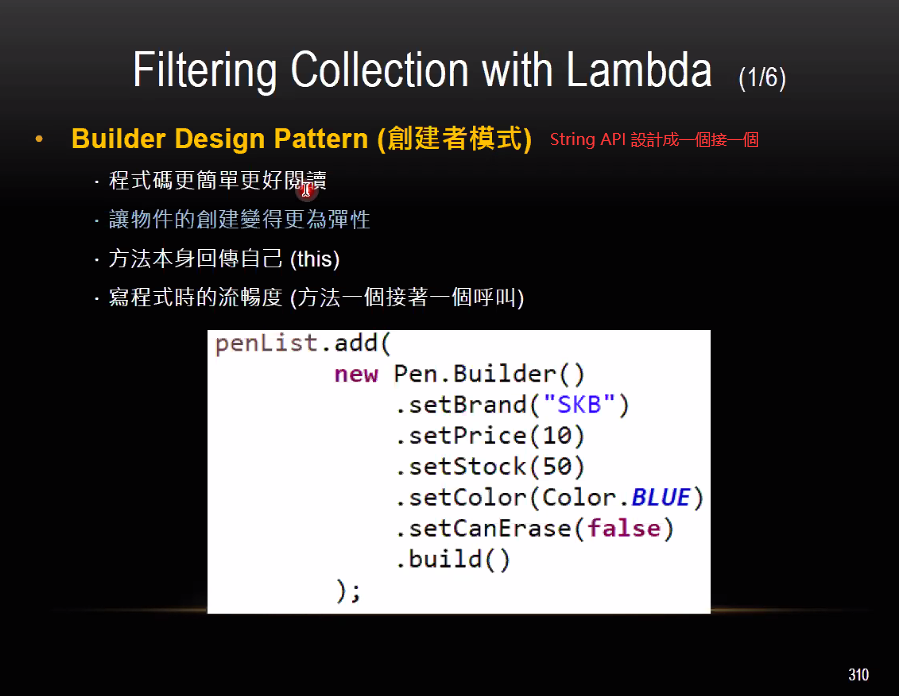 Filtering Collection with Lambda (1/6)
• Builder Design Pattern (創建者模式) String API 設計成一個接一個
· 程式碼更簡單更好閱讀
· 讓物件的創建變得更為彈性
· 方法本身回傳自己 (this)
· 寫程式時的流暢度 (方法一個接著一個呼叫)
penList.add(
new Pen.Builder()
.setBrand("SKB")
.setPrice(10)
.setStock(50)
.setColor(Color.BLUE)
.setCanErase(false)
.build()
);
310